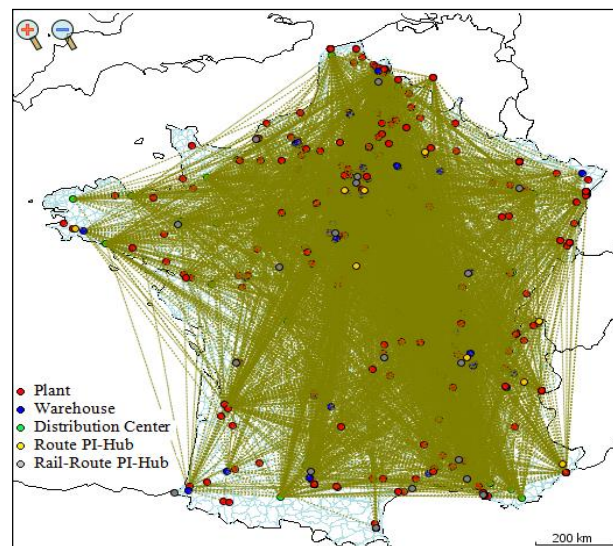 Plant
Warehouse
Distribution Center
Route PI-Hub
Rail-Route PI-Hub
200 km